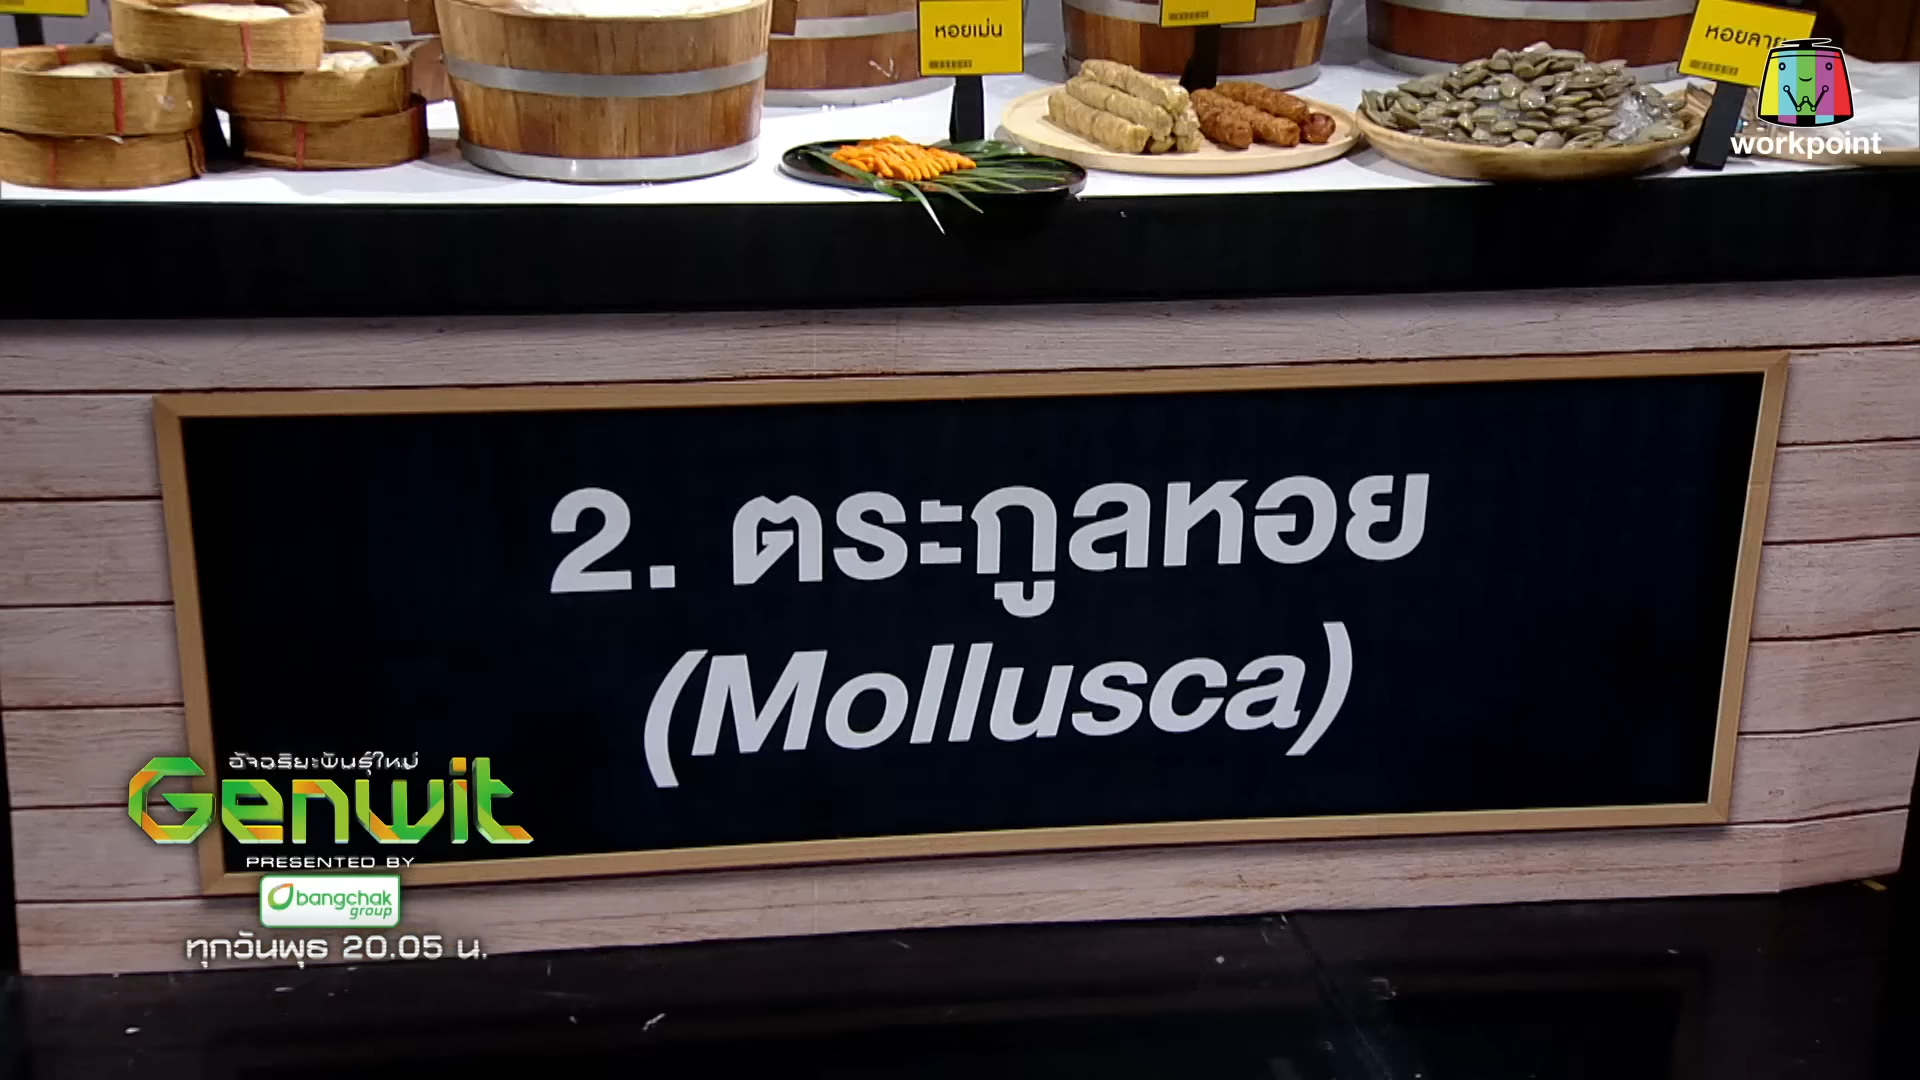 หอยเม่น
หอยลาย
workpoint
2. ตระกูลหอย
(Mollusca)
อัจฉริยะพันธุ์ใหม่
Genwit
PRESENTED BY
bangchak
group
ทุกวันพุธ 20.05 น.